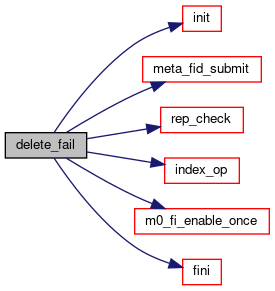 init
meta_fid_submit
rep_check
delete_fail
index_op
m0_fi_enable_once
fini